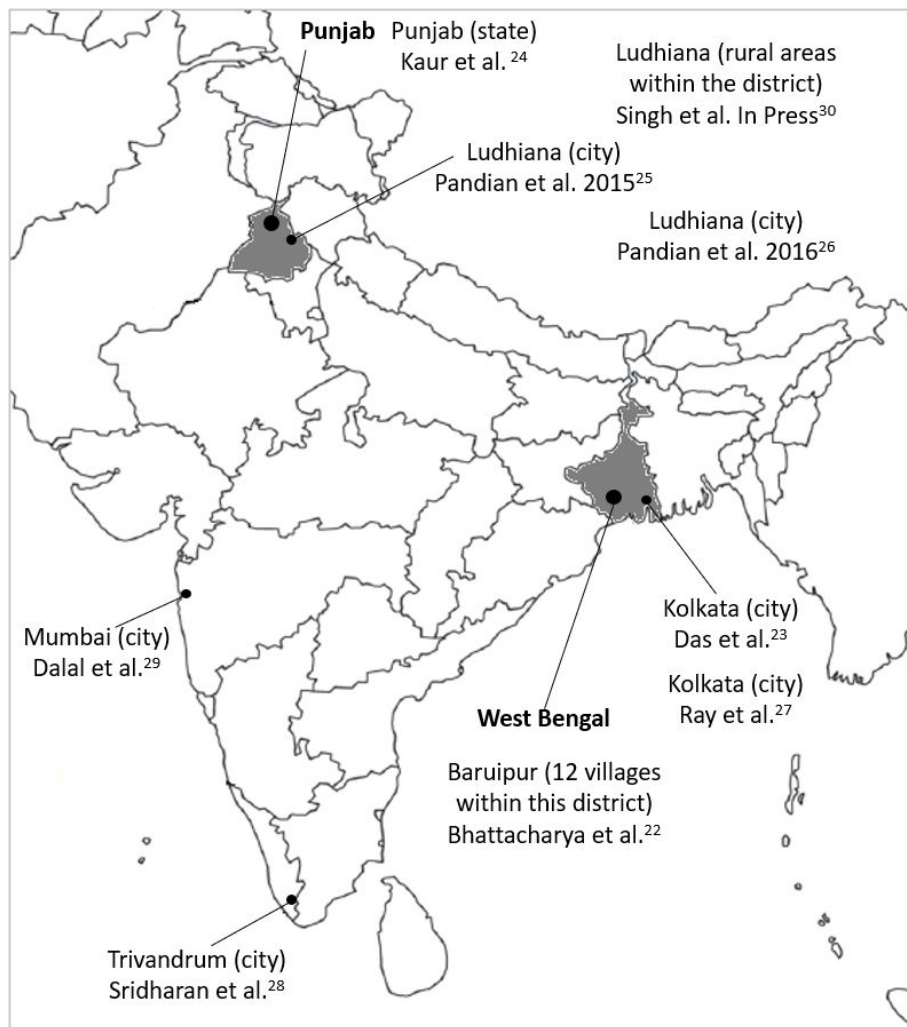 Punjab Punjab (state)
Kaur et al. 24
Ludhiana (rural areas
within the district)
Singh et al. In Press30
Ludhiana (city)
Pandian et al. 201525
Ludhiana (city)
Pandian et al. 201626
Mumbai (city)
Dalal et al.29
Kolkata (city)
Das et al.23
Kolkata (city)
Ray et al.27
West Bengal
Baruipur (12 villages
within this district)
Bhattacharya et al.22
Trivandrum (city)
Sridharan et al.28